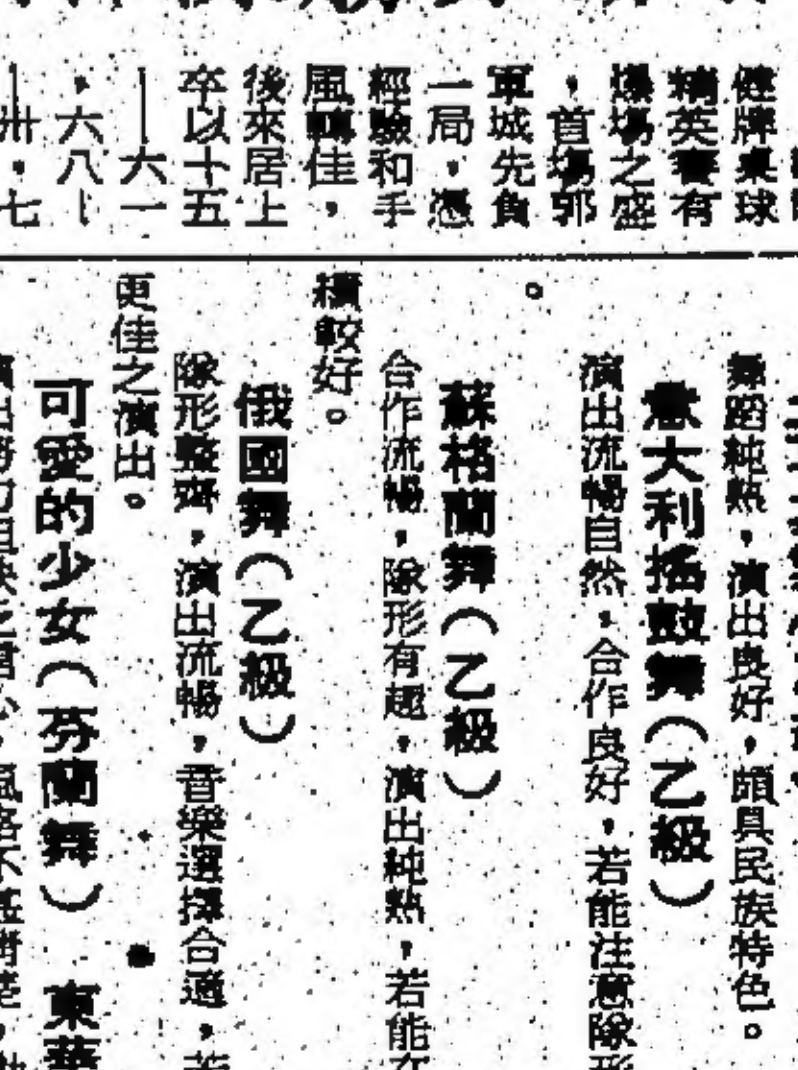 健牌桌球
精英賽有
爆場之盛
，首場郭
軍城先負
一局，憑
經驗和手
風轉佳，
後來居上
卒以十五
—六一
，六八—
卅，七
舞蹈純熟，演出良好，頗具民族特色。
意大利搖鼓舞（乙級）
演出流暢自然，合作良好，若能注意隊形
。
蘇格蘭舞（乙級）
合作流暢，隊形有趣，演出純熟，若能在
績較好。
俄國舞（乙級）
隊形整齊，演出流暢，音樂選擇合適，若
更佳之演出。
可愛的少女（芬蘭舞） 東華